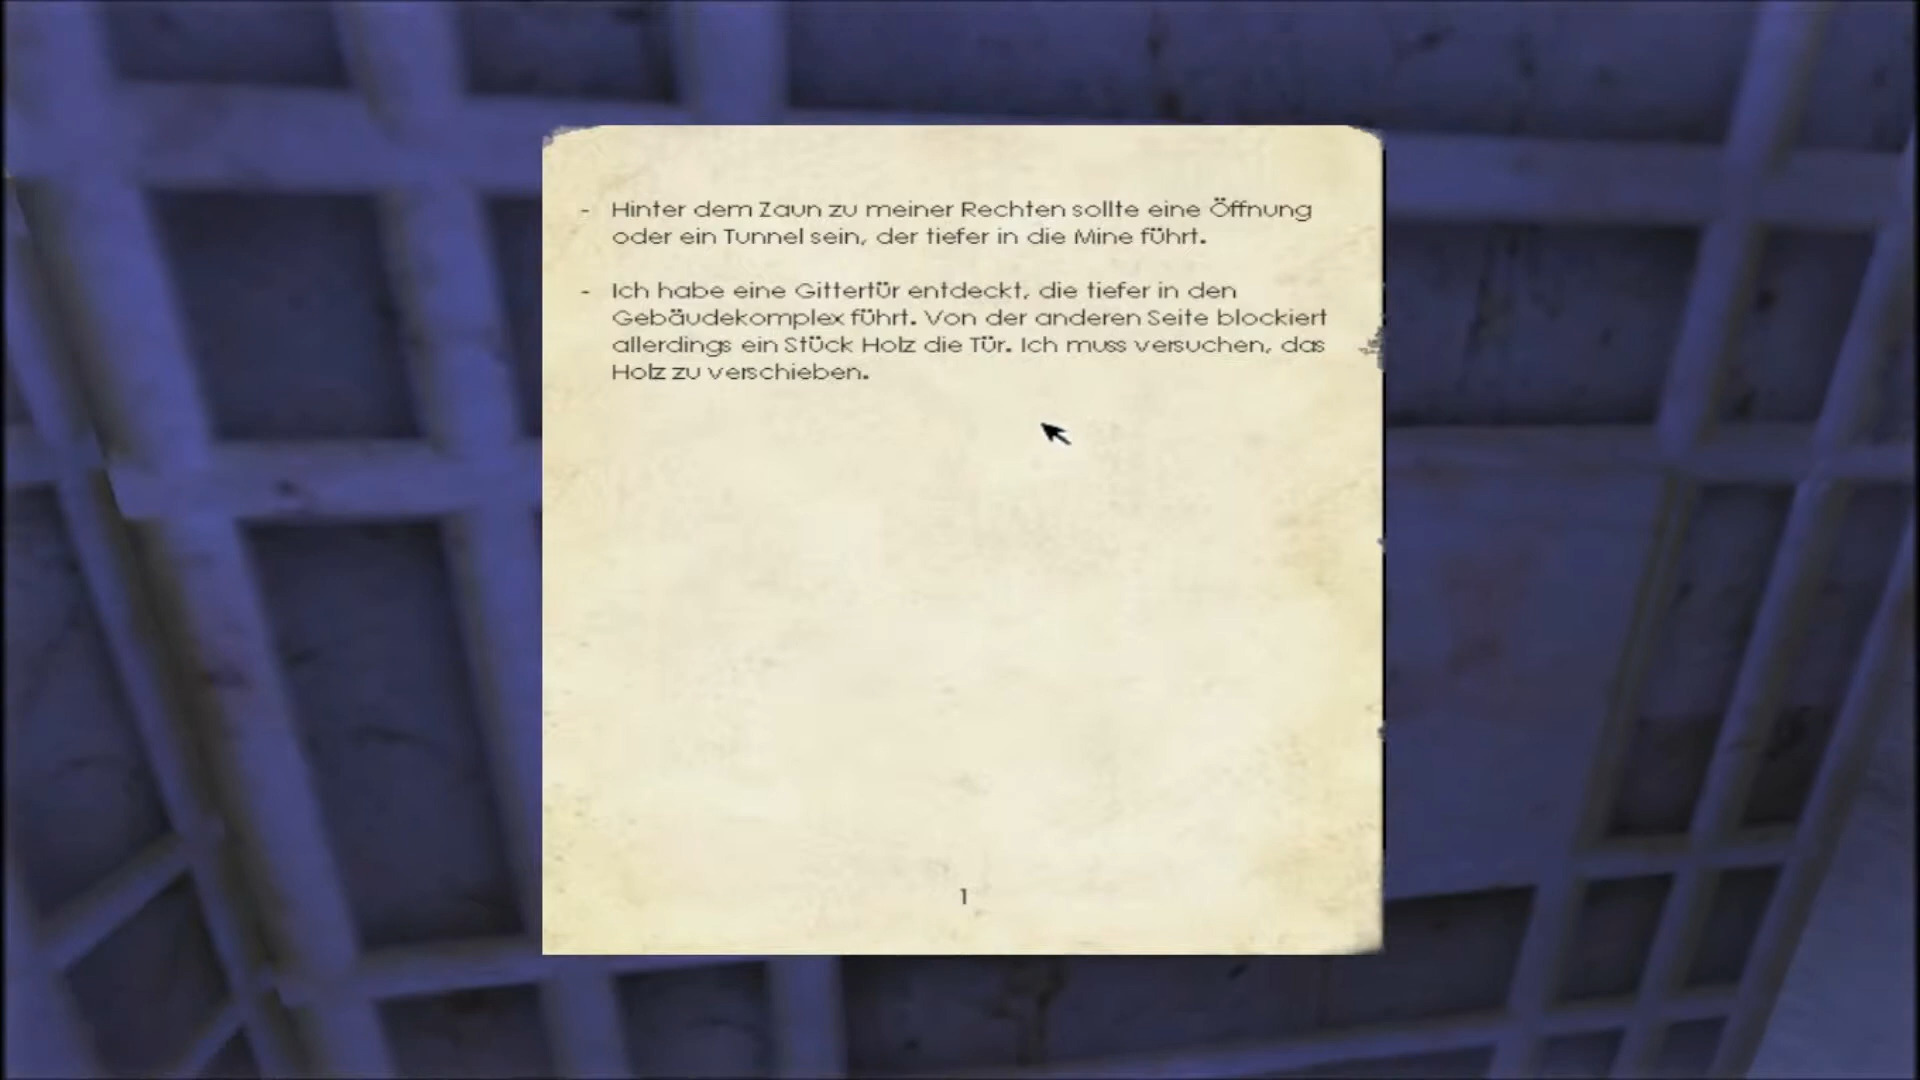 - Hinter dem Zaun zu meiner Rechten sollte eine Öffnung
oder ein Tunnel sein, der tiefer in die Mine führt.
- Ich habe eine Gittertür entdeckt, die tiefer in den
Gebäudekomplex führt. Von der anderen Seite blockiert
allerdings ein Stück Holz die Tür. Ich muss versuchen, das
Holz zu verschieben.
1